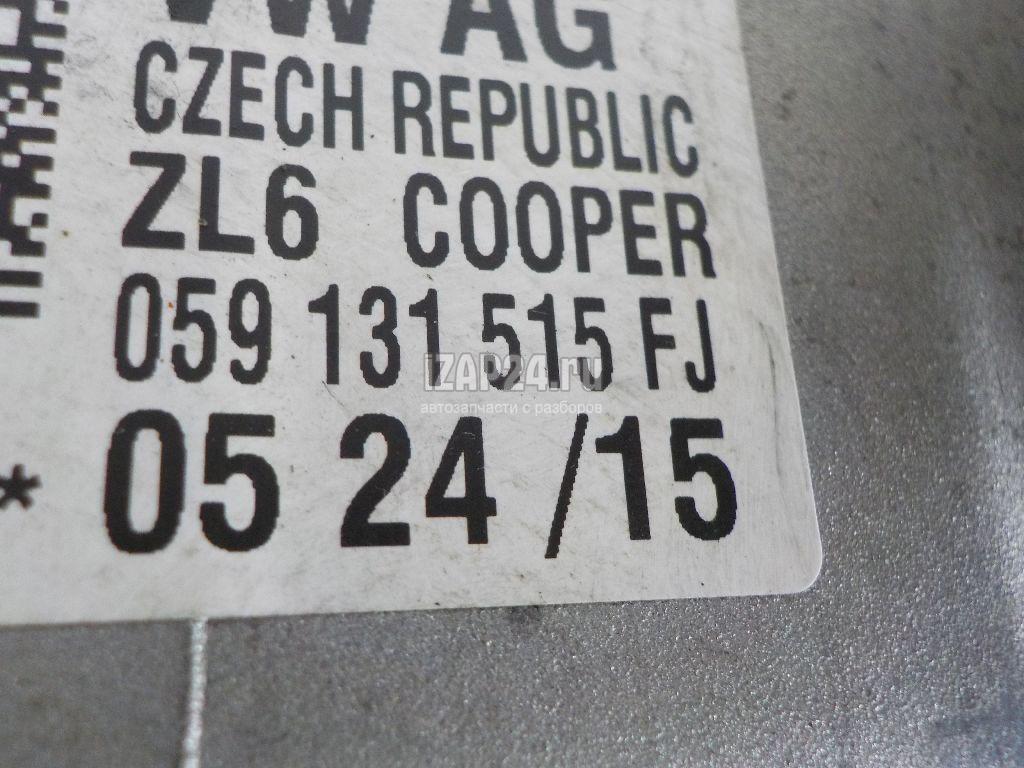 VW AG
CZECH REPUBLIC
ZL6 COOPER
059 131 515 FJ
iZAP24.ru
автозапчасти с разборов
* 05 24 /15